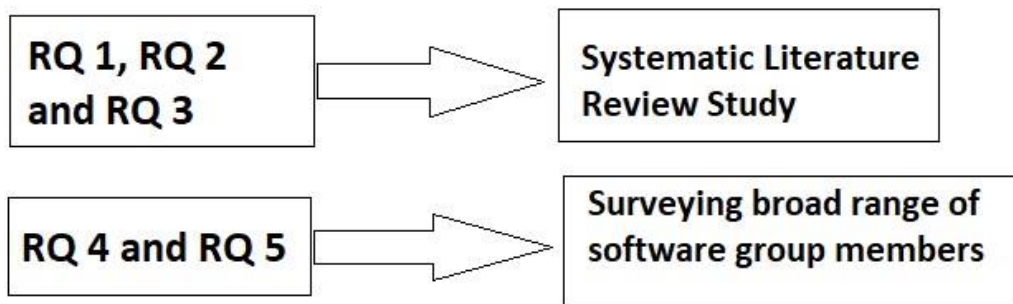 RQ 1, RQ 2
and RQ 3
Systematic Literature
Review Study
RQ 4 and RQ 5
Surveying broad range of
software group members